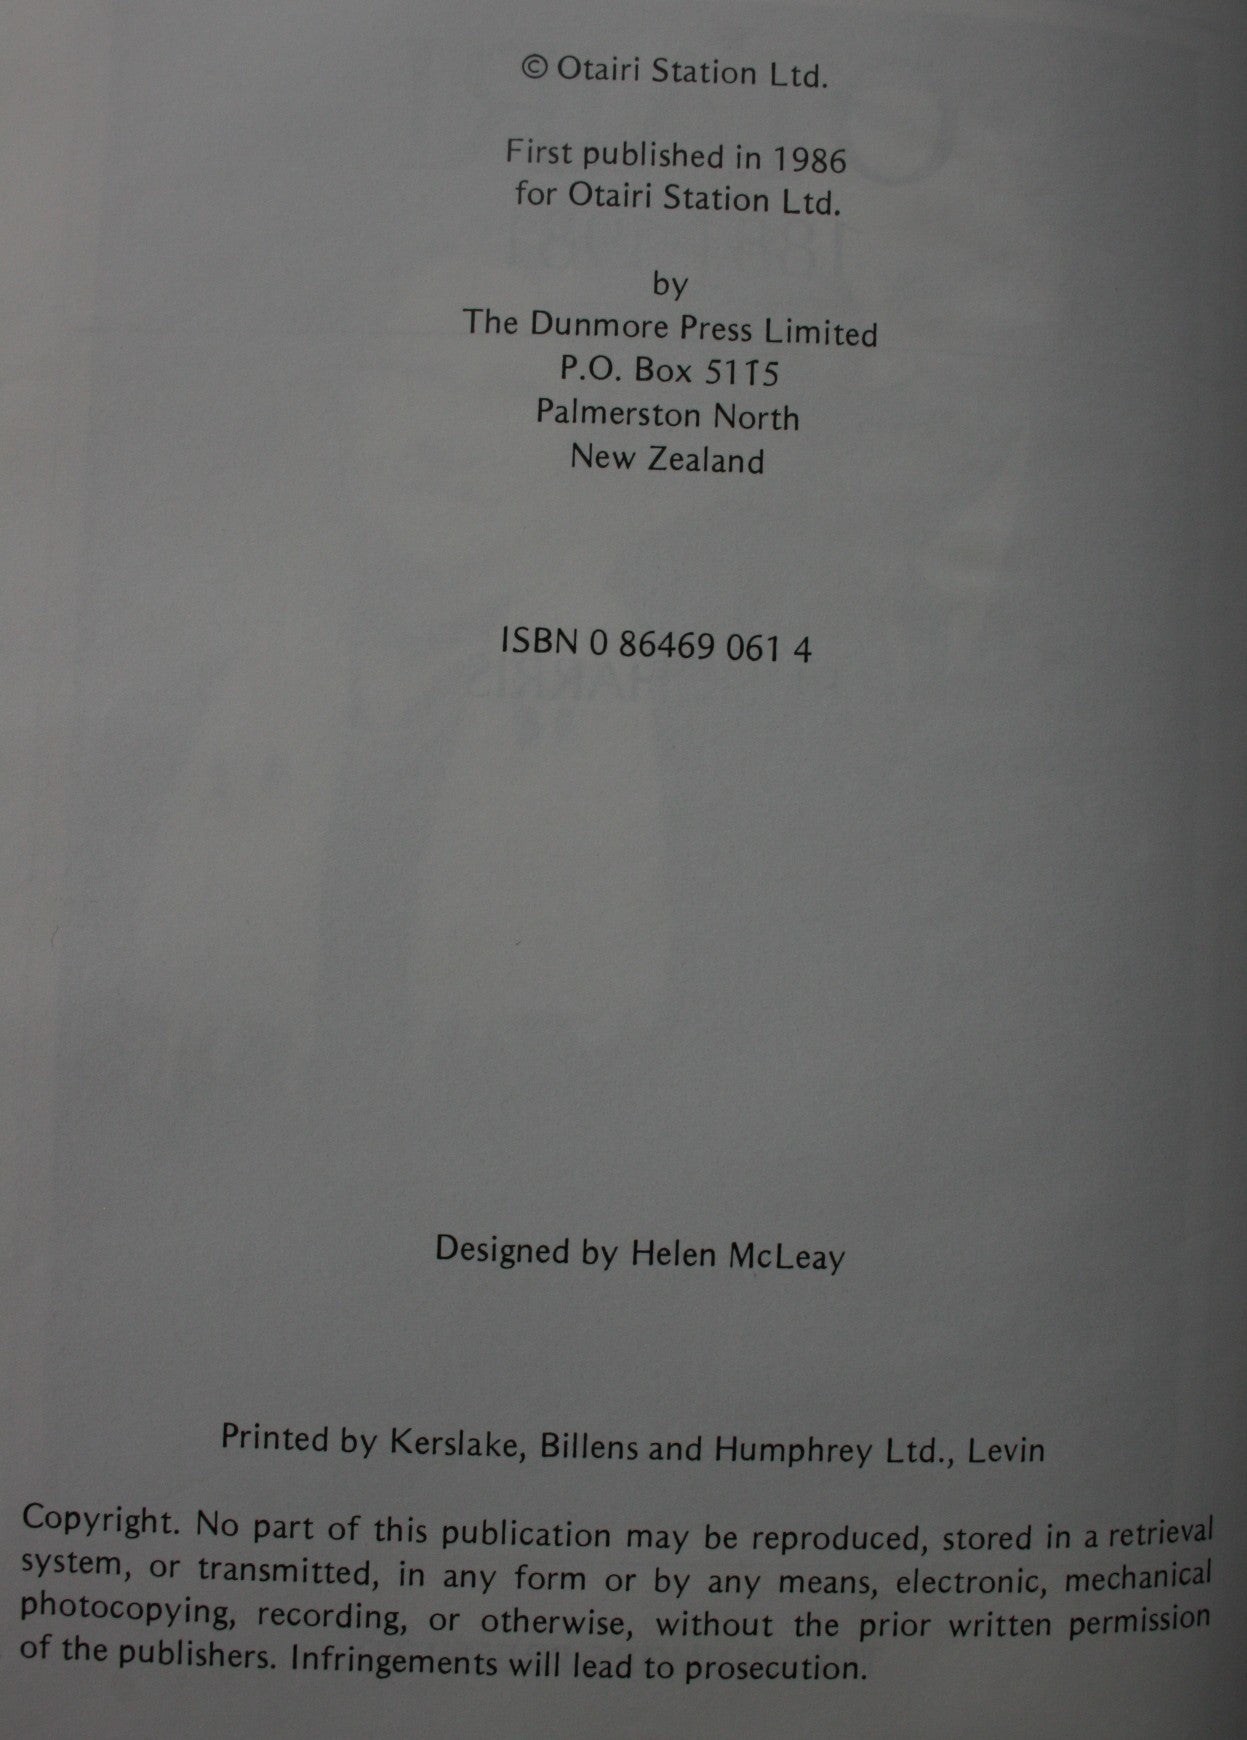 © Otairi Station Ltd.
First published in 1986
for Otairi Station Ltd.
by
The Dunmore Press Limited
P.O. Box 5115
Palmerston North
New Zealand
ISBN 0 86469 061 4
Designed by Helen McLeay
Printed by Kerslake, Billens and Humphrey Ltd., Levin
Copyright. No part of this publication may be reproduced, stored in a retrieval
system, or transmitted, in any form or by any means, electronic, mechanical
photocopying, recording, or otherwise, without the prior written permission
of the publishers. Infringements will lead to prosecution.